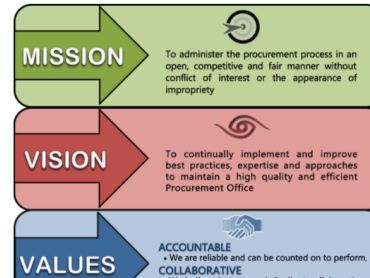 MISSION
To administer the procurement process in an
open, competitive and fair manner without
conflict of interest or the appearance of
impropriety
VISION
To continually implement and improve
best practices, expertise and approaches
to maintain a high quality and efficient
Procurement Office
VALUES
ACCOUNTABLE
• We are reliable and can be counted on to perform.
COLLABORATIVE